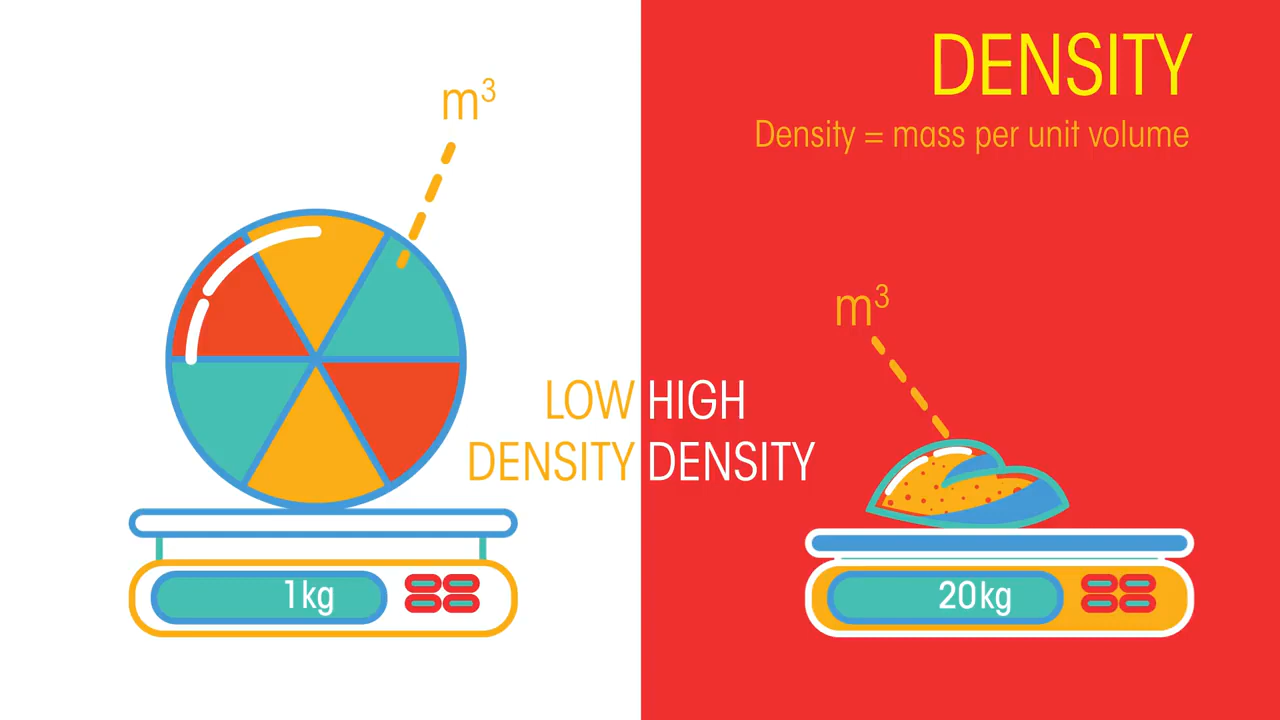 m³
LOW
DENSITY
1kg
DENSITY
Density = mass per unit volume
m³
HIGH
DENSITY
20kg